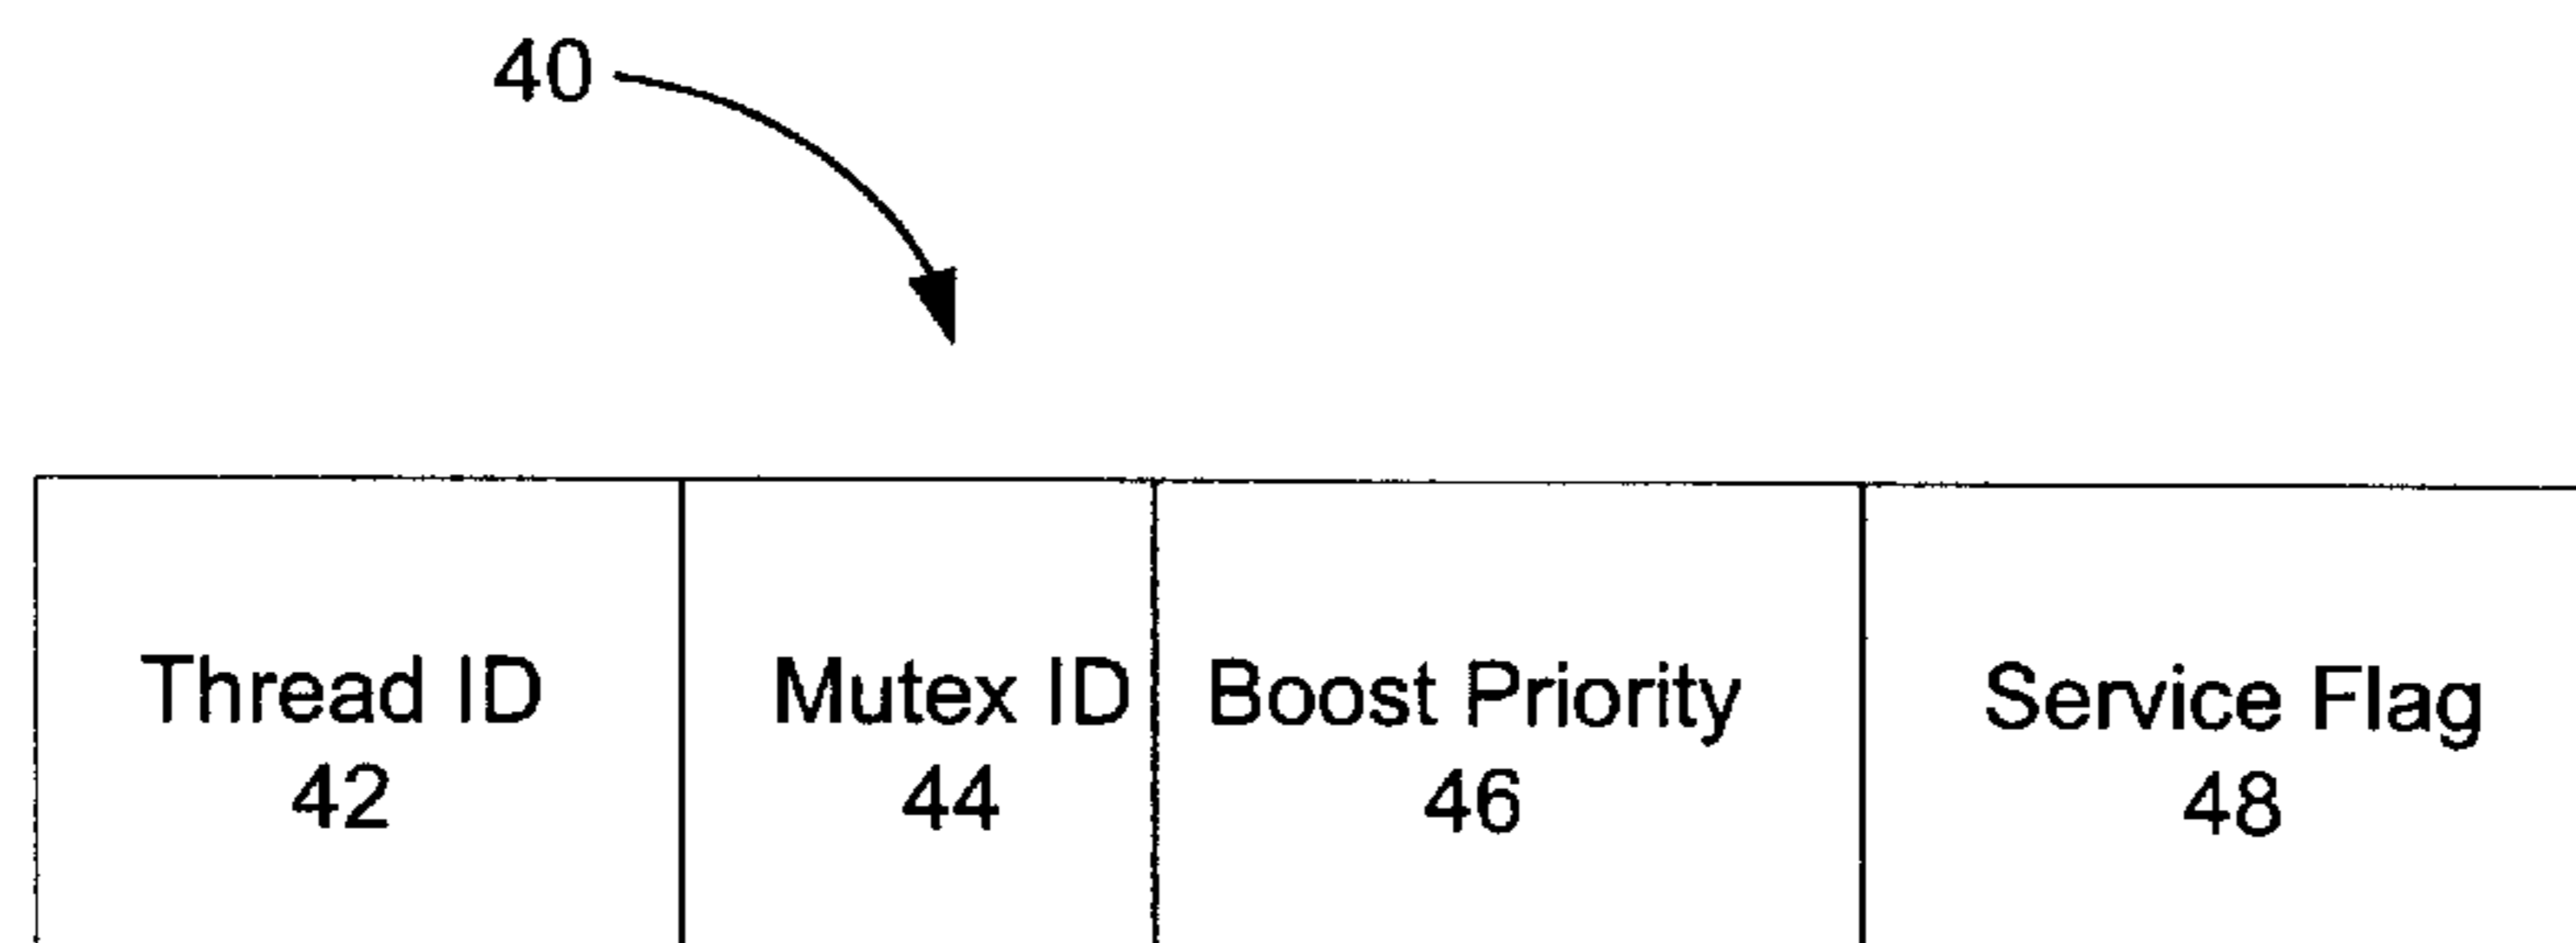 40
Thread ID
42
Mutex ID
44
Boost Priority
46
Service Flag
48